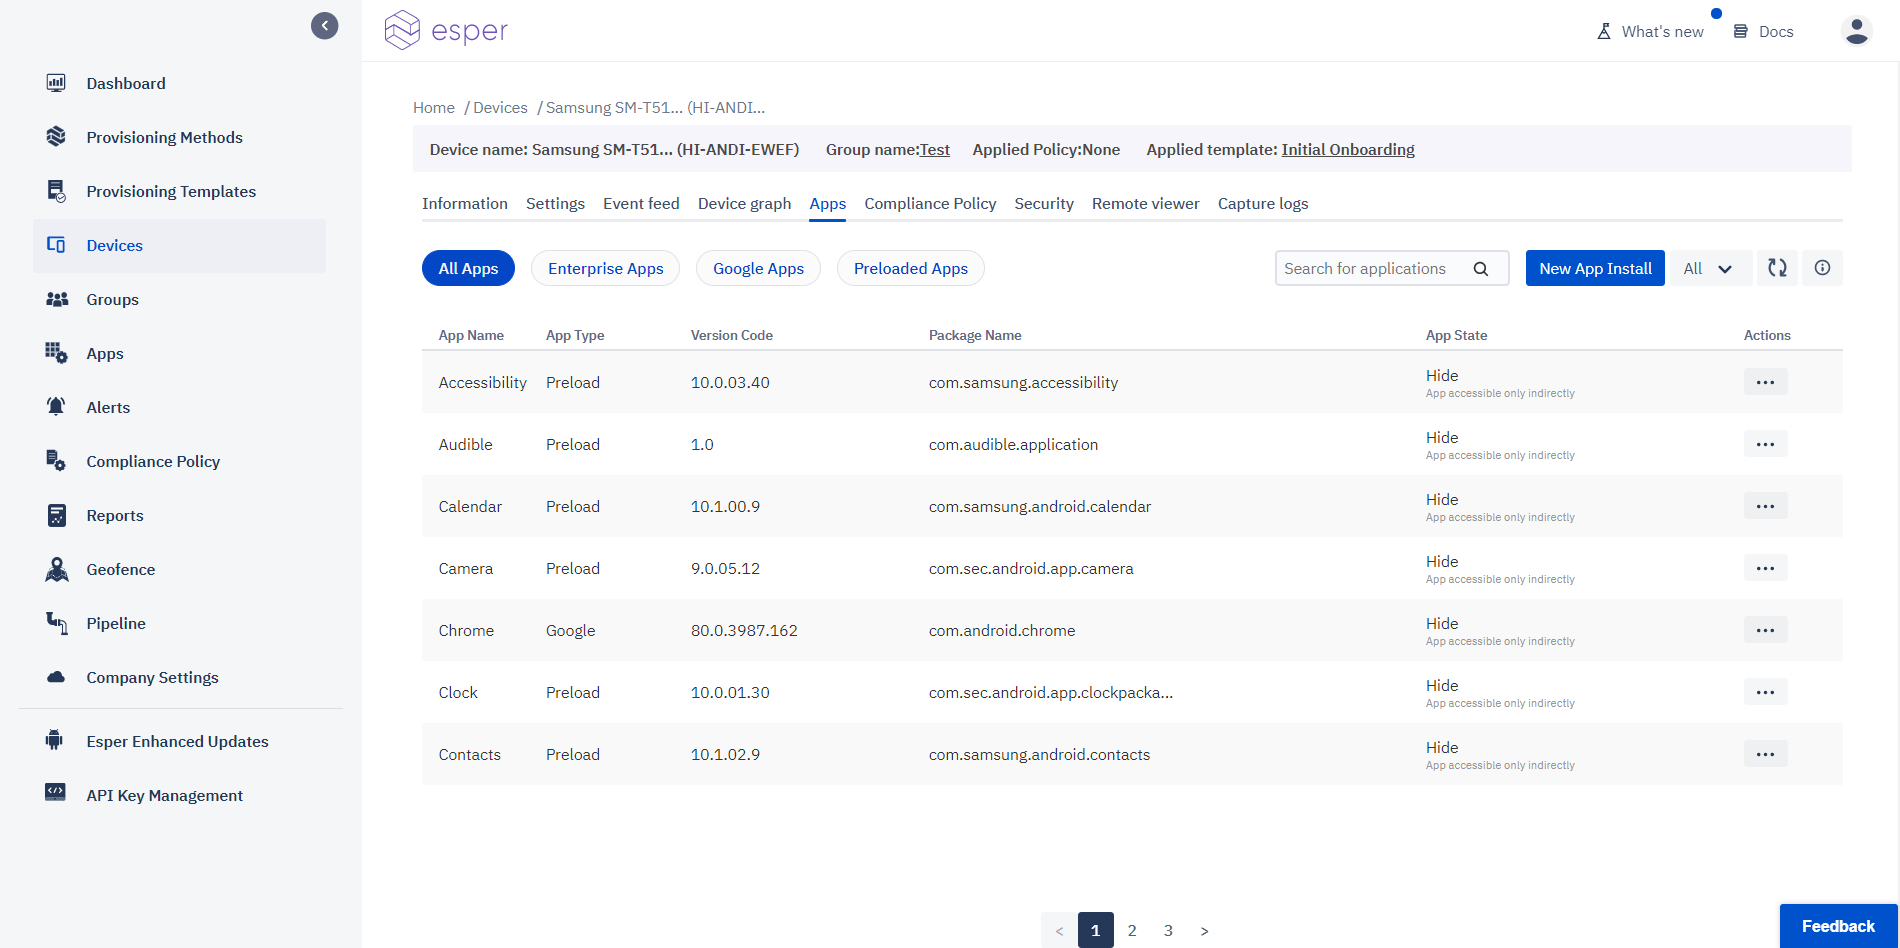 esper
What's new
Docs
Dashboard
Provisioning Methods
Provisioning Templates
Devices
Groups
Apps
Alerts
Compliance Policy
Reports
Geofence
Pipeline
Company Settings
Esper Enhanced Updates
API Key Management
Home / Devices / Samsung SM-T51... (HI-ANDI...
Device name: Samsung SM-T51... (HI-ANDI-EWEF) Group name:Test Applied Policy:None Applied template: Initial Onboarding
Information Settings Event feed Device graph Apps Compliance Policy Security Remote viewer Capture logs
All Apps Enterprise Apps Google Apps Preloaded Apps Search for applications New App Install All
App Name App Type Version Code Package Name App State Actions
Accessibility Preload 10.0.03.40 com.samsung.accessibility Hide
App accessible only indirectly
Audible Preload 1.0 com.audible.application Hide
App accessible only indirectly
Calendar Preload 10.1.00.9 com.samsung.android.calendar Hide
App accessible only indirectly
Camera Preload 9.0.05.12 com.sec.android.app.camera Hide
App accessible only indirectly
Chrome Google 80.0.3987.162 com.android.chrome Hide
App accessible only indirectly
Clock Preload 10.0.01.30 com.sec.android.app.clockpacka... Hide
App accessible only indirectly
Contacts Preload 10.1.02.9 com.samsung.android.contacts Hide
App accessible only indirectly
< 1 2 3 >
Feedback